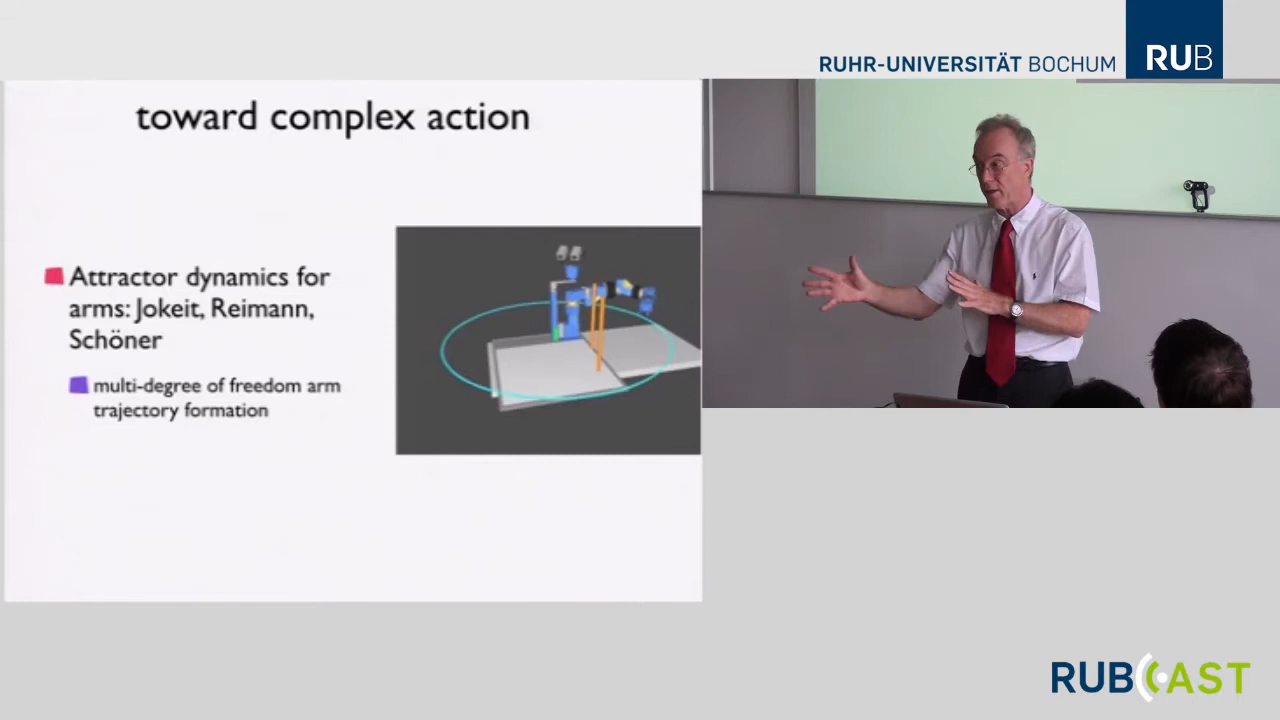 RUHR-UNIVERSITÄT BOCHUM
RUB
toward complex action
Attractor dynamics for
arms: Jokeit, Reimann,
Schöner
multi-degree of freedom arm
trajectory formation
RUBCAST